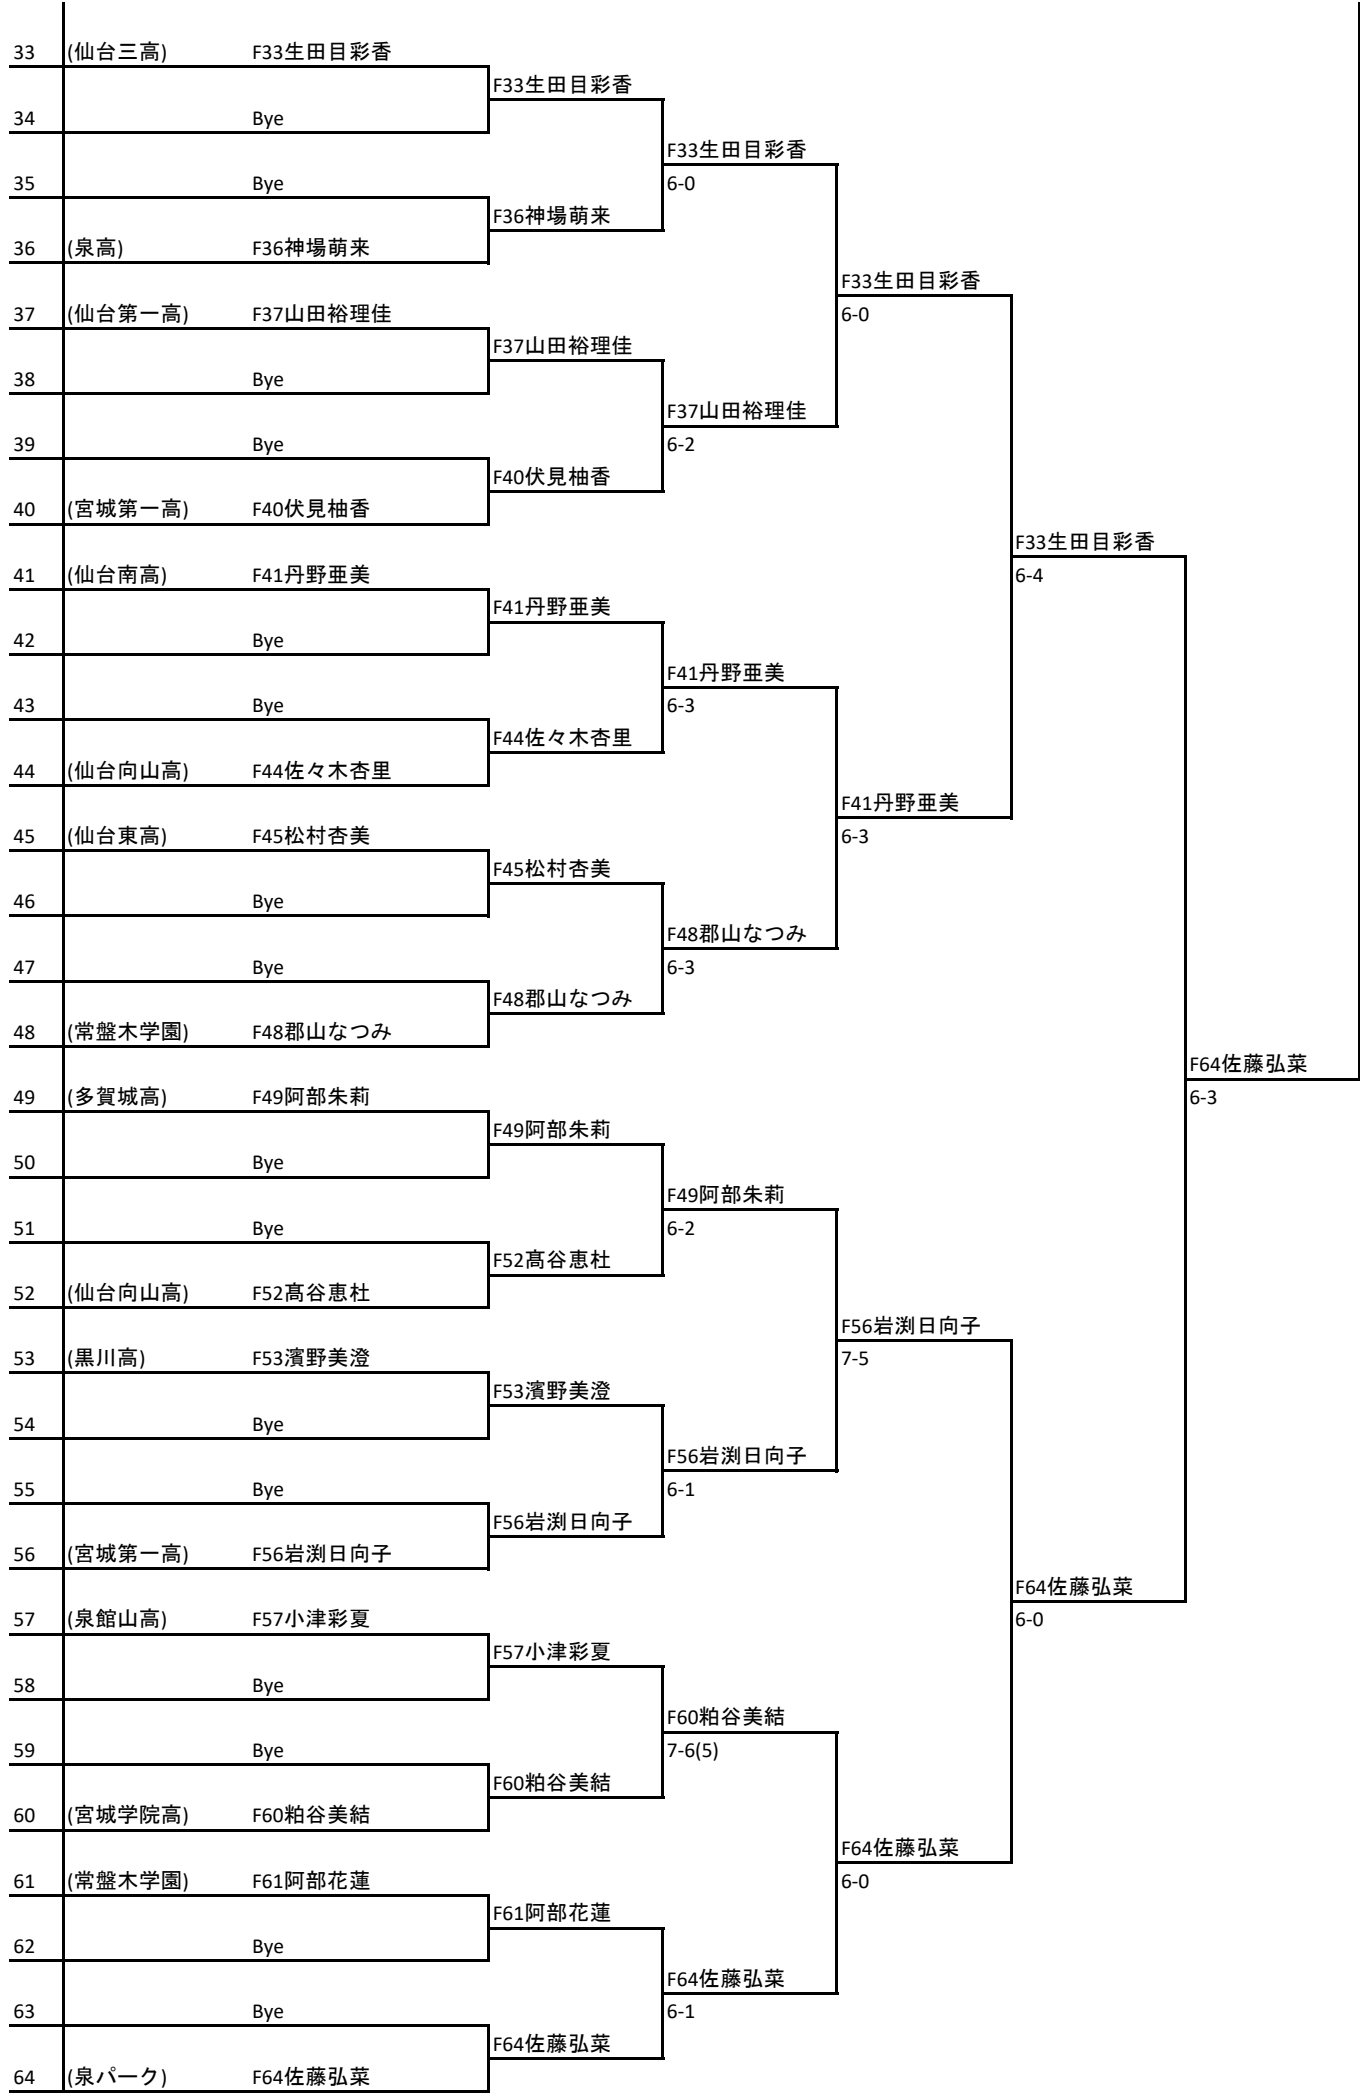 33 (仙台三高) F33生田目彩香
F33生田目彩香
34 Bye
F33生田目彩香
35 Bye
6-0
F36神場萌来
36 (泉高) F36神場萌来
F33生田目彩香
37 (仙台第一高) F37山田裕理佳
6-0
F37山田裕理佳
38 Bye
F37山田裕理佳
39 Bye
6-2
F40伏見柚香
40 (宮城第一高) F40伏見柚香
F33生田目彩香
41 (仙台南高) F41丹野亜美
6-4
F41丹野亜美
42 Bye
F41丹野亜美
43 Bye
6-3
F44佐々木杏里
44 (仙台向山高) F44佐々木杏里
F41丹野亜美
45 (仙台東高) F45松村杏美
6-3
F45松村杏美
46 Bye
F48郡山なつみ
47 Bye
6-3
F48郡山なつみ
48 (常盤木学園) F48郡山なつみ
F64佐藤弘菜
49 (多賀城高) F49阿部朱莉
6-3
F49阿部朱莉
50 Bye
F49阿部朱莉
51 Bye
6-2
F52髙谷恵杜
52 (仙台向山高) F52髙谷恵杜
F56岩渕日向子
53 (黒川高) F53濱野美澄
7-5
F53濱野美澄
54 Bye
F56岩渕日向子
55 Bye
6-1
F56岩渕日向子
56 (宮城第一高) F56岩渕日向子
F64佐藤弘菜
57 (泉館山高) F57小津彩夏
6-0
F57小津彩夏
58 Bye
F60粕谷美結
59 Bye
7-6(5)
F60粕谷美結
60 (宮城学院高) F60粕谷美結
F64佐藤弘菜
61 (常盤木学園) F61阿部花蓮
6-0
F61阿部花蓮
62 Bye
F64佐藤弘菜
63 Bye
6-1
F64佐藤弘菜
64 (泉パーク) F64佐藤弘菜